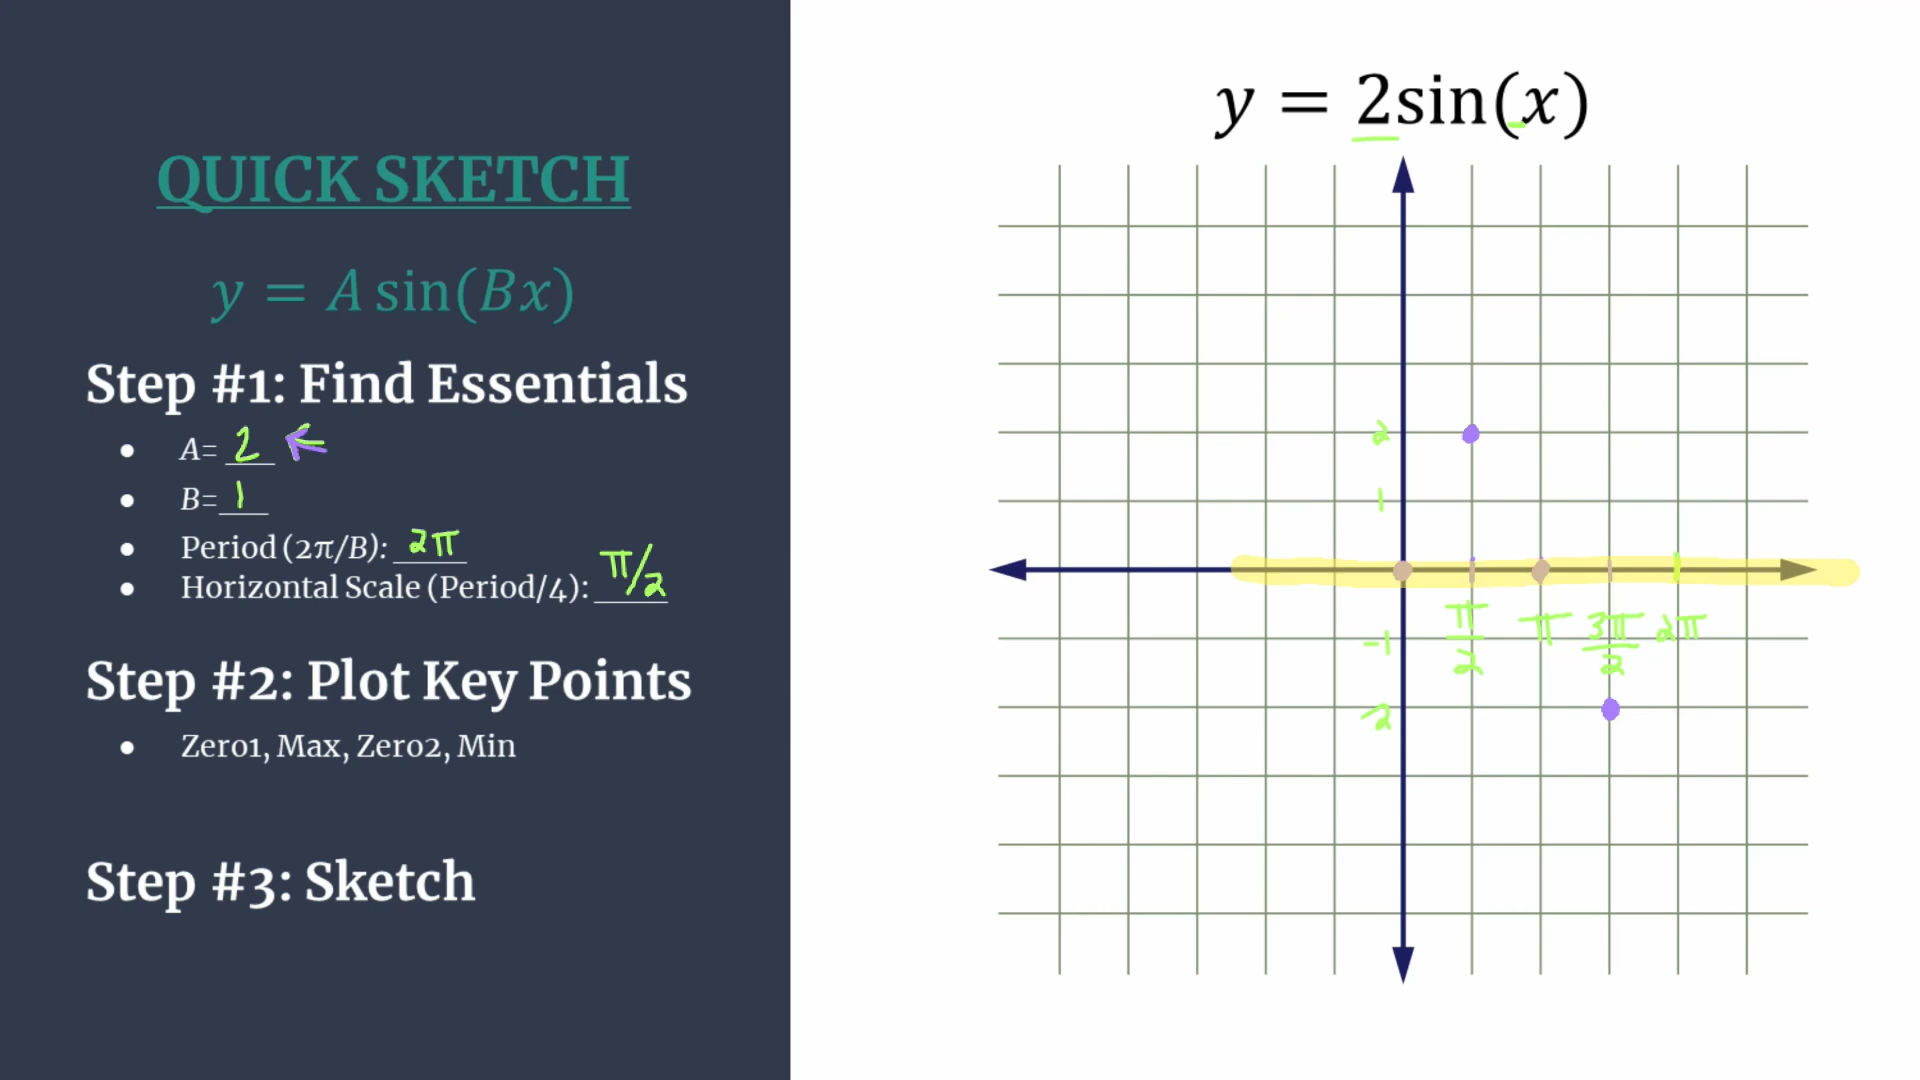 QUICK SKETCH
y = A sin(Bx)
Step #1: Find Essentials
• A= 2
• B= 1
• Period (2π/B): 2π
• Horizontal Scale (Period/4): π/2
Step #2: Plot Key Points
• Zero1, Max, Zero2, Min
Step #3: Sketch
y = 2sin(x)
2
1
π/2 π 3π/2 2π
-1
-2